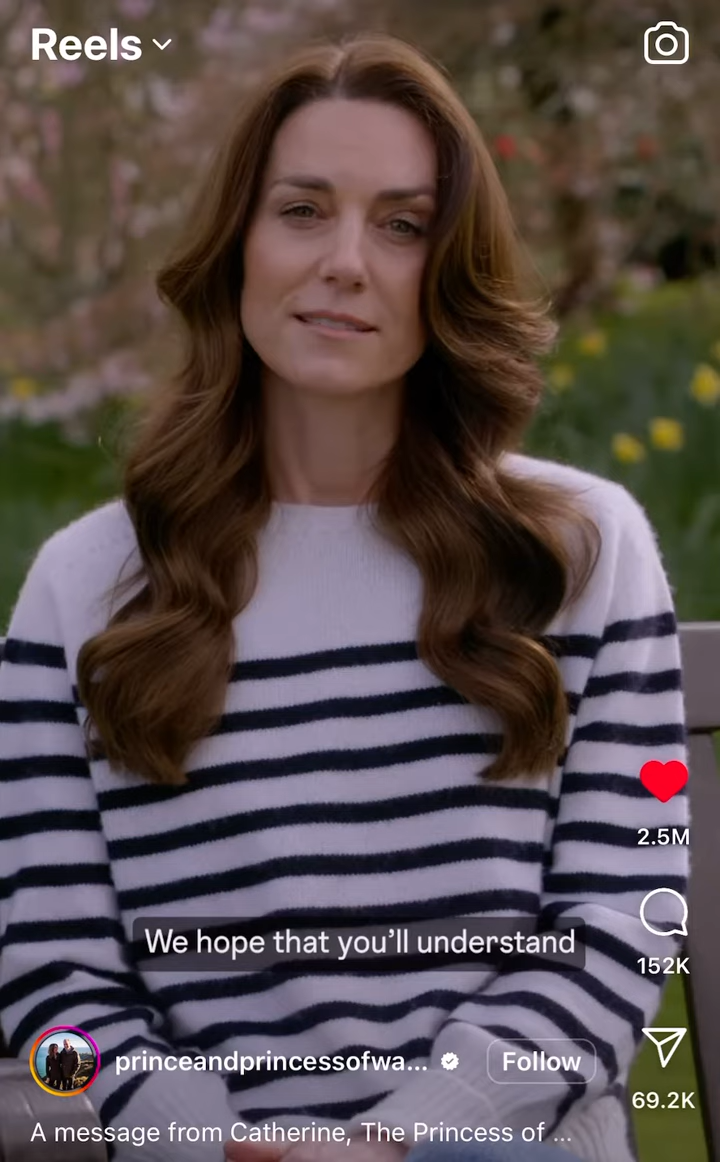 Reels
We hope that you'll understand
2.5M
152K
princeandprincessofwa...
Follow
69.2K
A message from Catherine, The Princess of ...